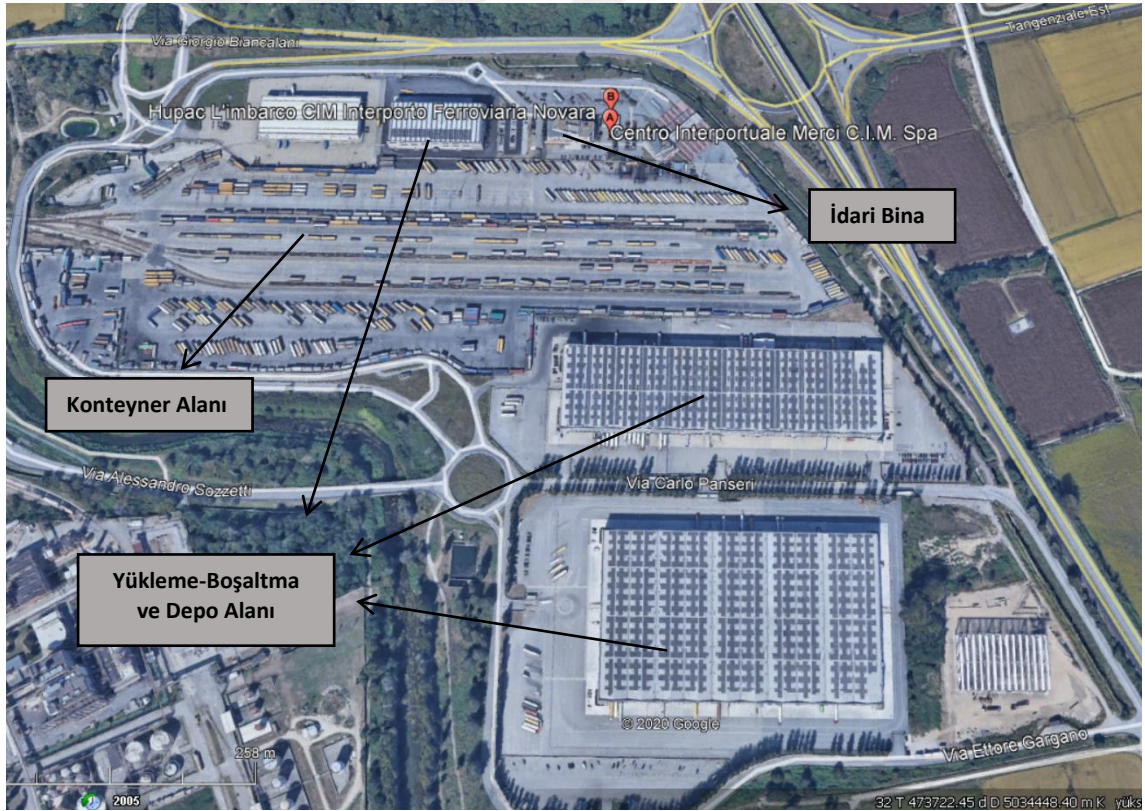 Via Giorgio Biancalani
Tangenziale Est
Hupac L'imbarco CIM Interporto Ferroviaria Novara
B
A
Centro Interportuale Merci C.I.M. Spa
İdari Bina
Konteyner Alanı
Via Alessandro Sozzetti
Via Carlo Panseri
Yükleme-Boşaltma
ve Depo Alanı
© 2020 Google
Via Ettore Gargano
258 m
2005
32 T 473722.45 d D 5034448.40 m K yük